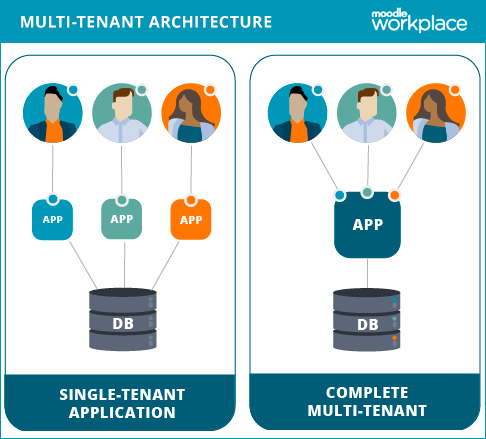 MULTI-TENANT ARCHITECTURE
moodle
workplace
APP
APP
APP
DB
SINGLE-TENANT
APPLICATION
APP
DB
COMPLETE
MULTI-TENANT